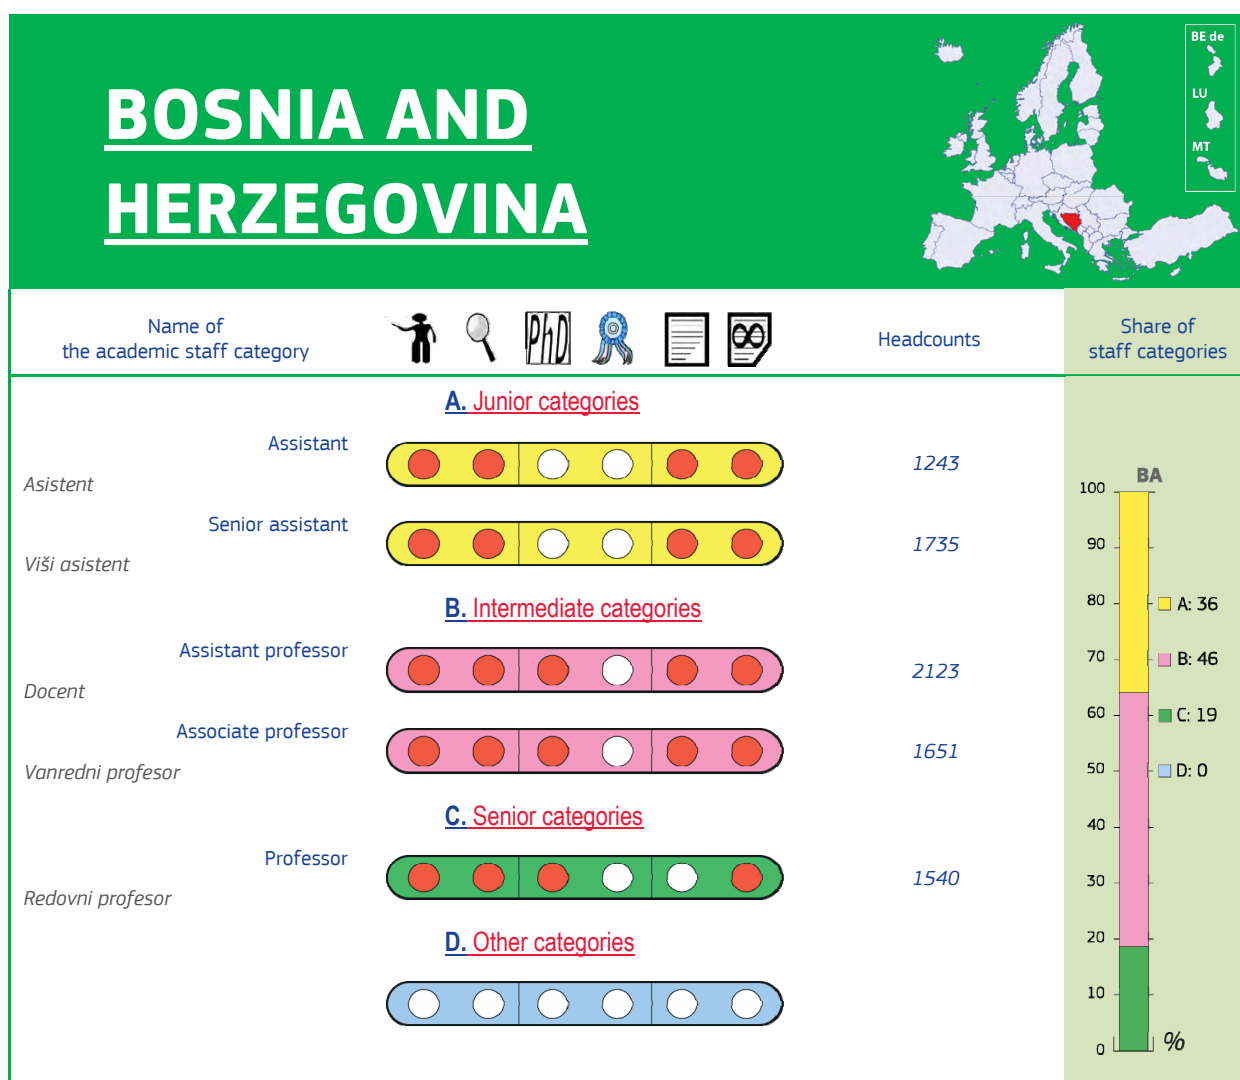 BOSNIA AND
HERZEGOVINA
BE de
LU
MT
Name of
the academic staff category
PhD
Headcounts
Share of
staff categories
A. Junior categories
Assistant
Asistent
1243
Senior assistant
Viši asistent
1735
B. Intermediate categories
Assistant professor
Docent
2123
Associate professor
Vanredni profesor
1651
C. Senior categories
Professor
Redovni profesor
1540
D. Other categories
BA
100
90
80
70
60
50
40
30
20
10
0
%
A: 36
B: 46
C: 19
D: 0